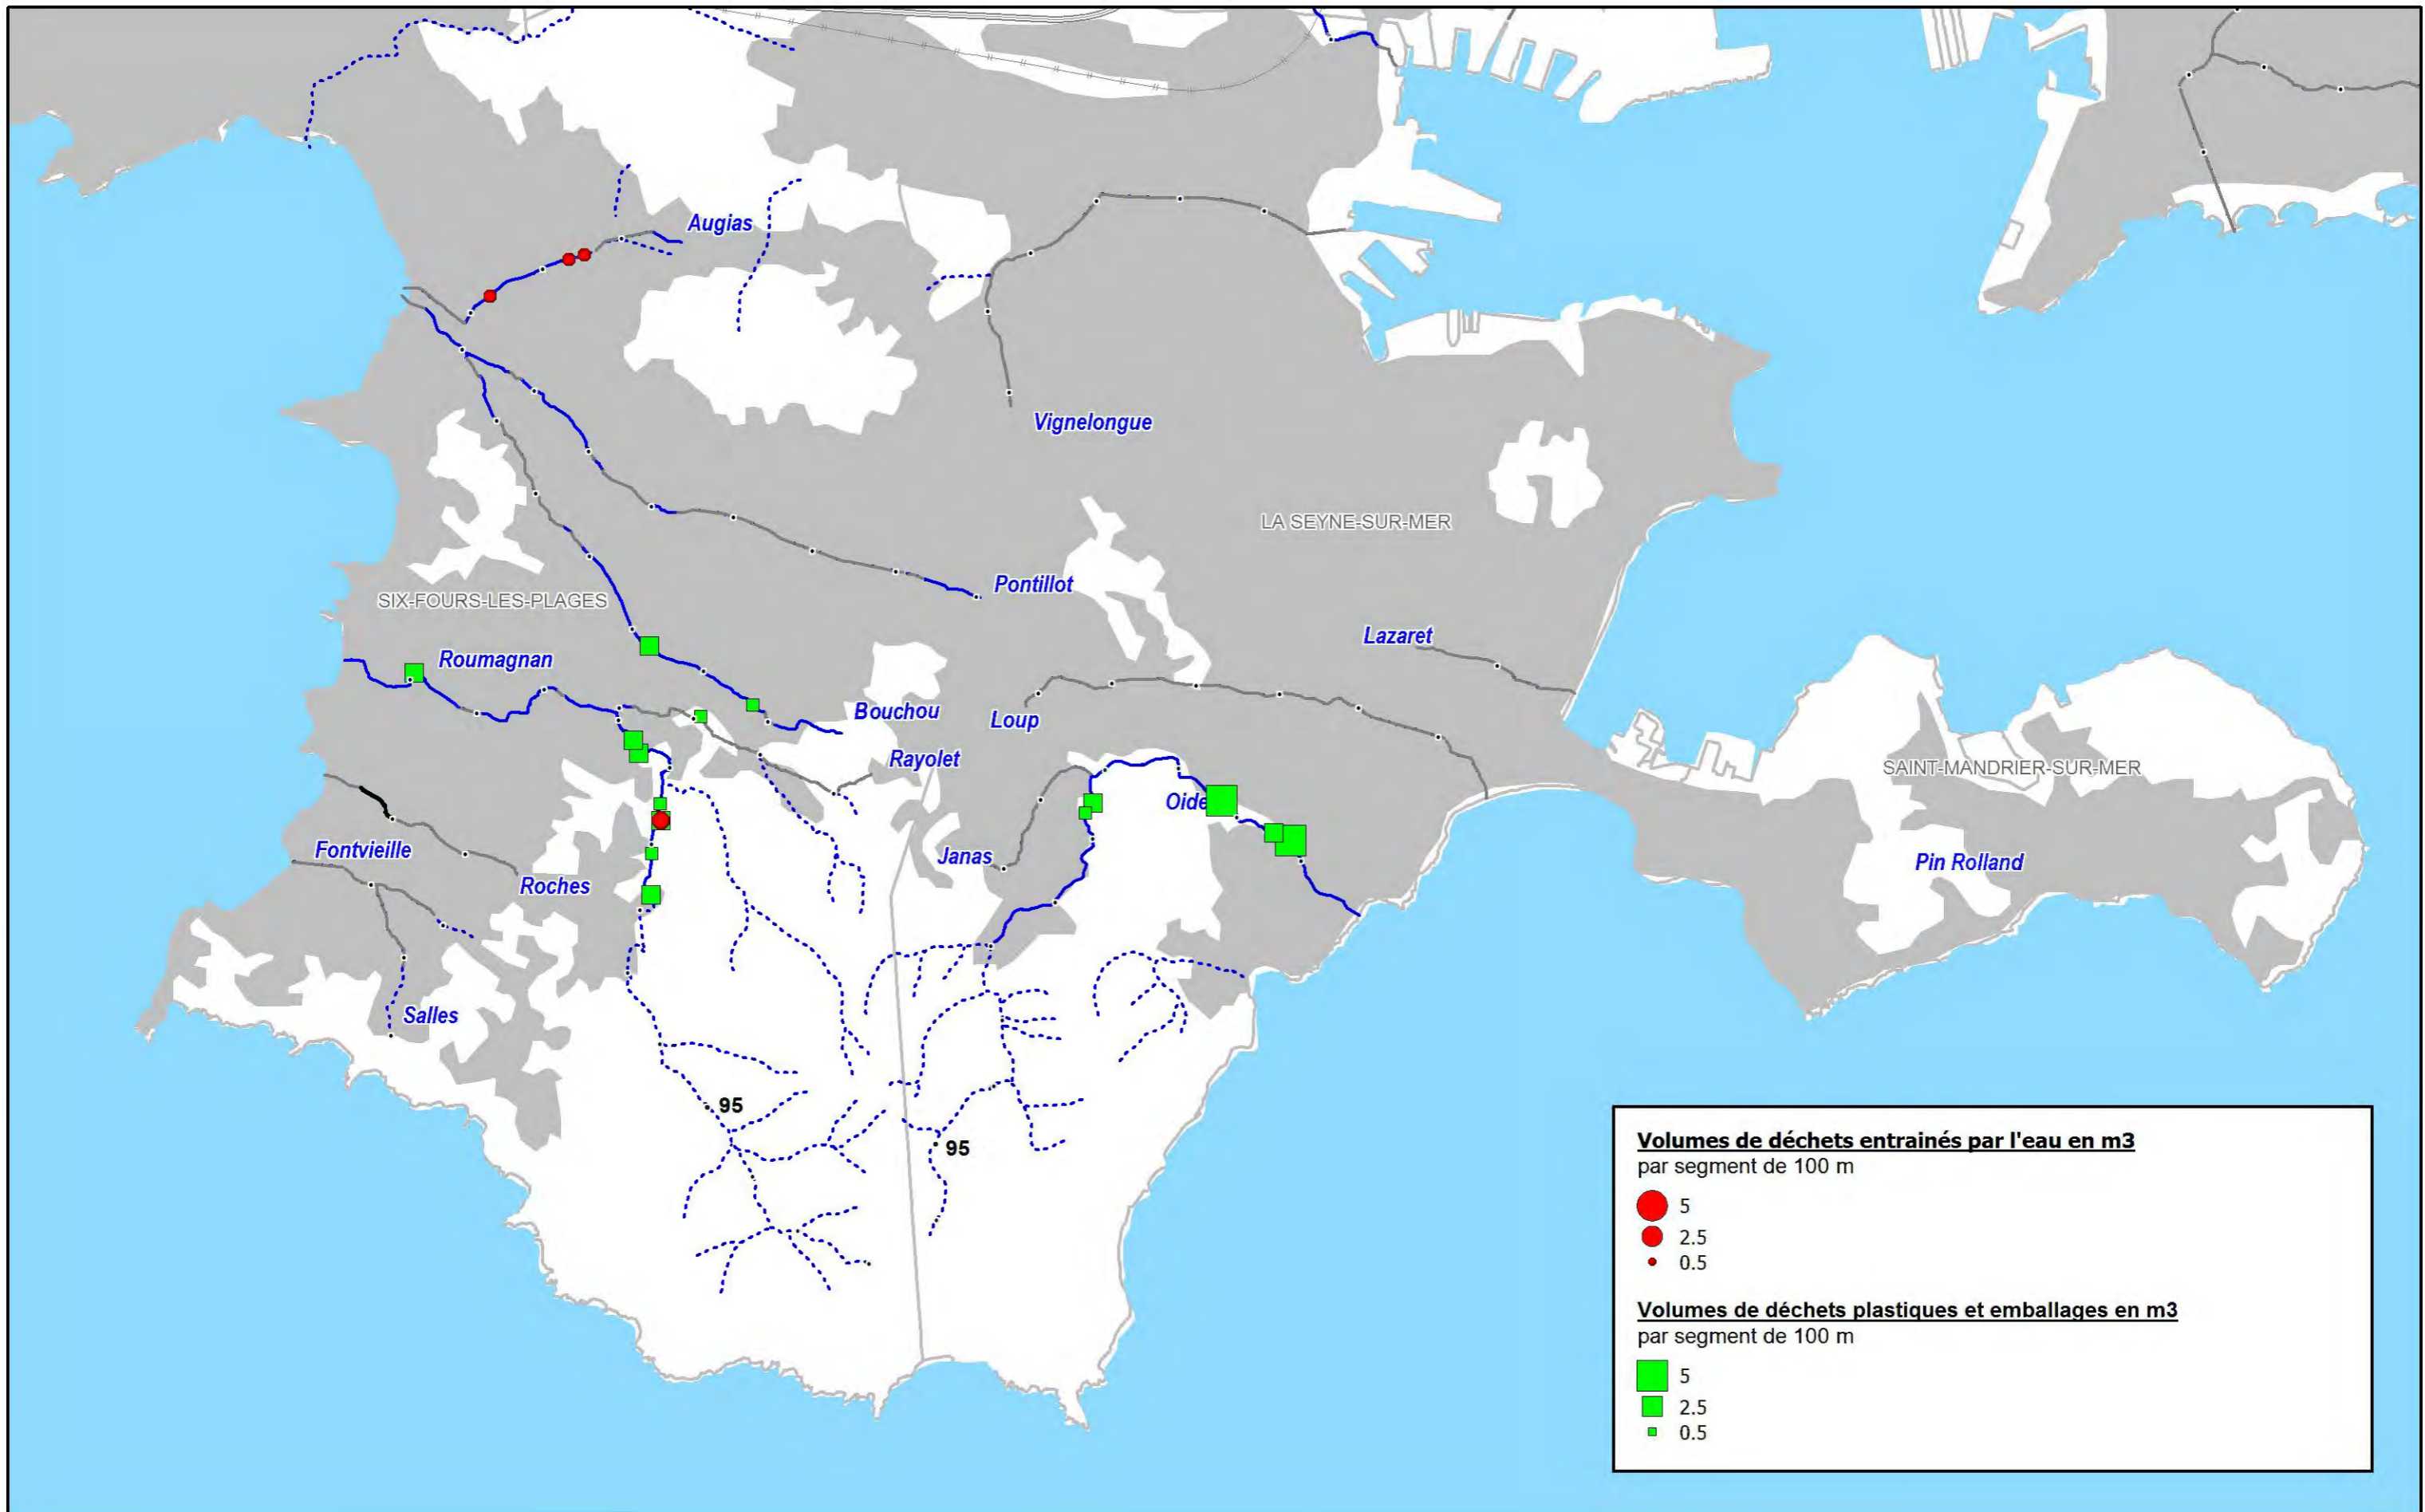 Augias
Vignelongue
LA SEYNE-SUR-MER
Pontillot
SIX-FOURS-LES-PLAGES
Lazaret
Roumagnan
Bouchou
Loup
Rayolet
SAINT-MANDRIER-SUR-MER
Oide
Fontvieille
Janas
Pin Rolland
Roches
Salles
95
95
Volumes de déchets entrainés par l'eau en m3
par segment de 100 m
5
2.5
0.5
Volumes de déchets plastiques et emballages en m3
par segment de 100 m
5
2.5
0.5